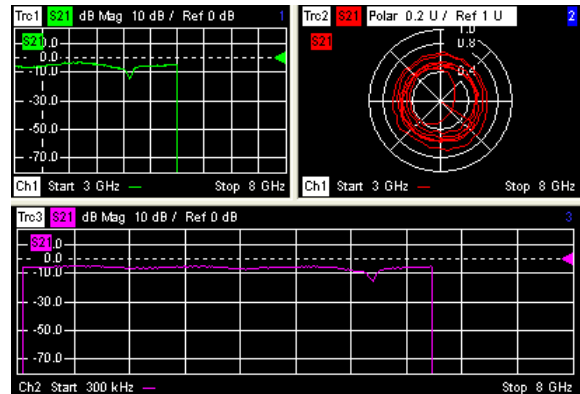 Trc1 S21 dB Mag 10 dB / Ref 0 dB 1
S21 0.0
0.0
-10.0
-30.0
-50.0
-70.0
Ch1 Start 3 GHz Stop 8 GHz
Trc2 S21 Polar 0.2 U / Ref 1 U 2
S21
1.0
0.8
0.4
Ch1 Start 3 GHz Stop 8 GHz
Trc3 S21 dB Mag 10 dB / Ref 0 dB 3
S21 .0
0.0
-10.0
-30.0
-50.0
-70.0
Ch2 Start 300 kHz Stop 8 GHz